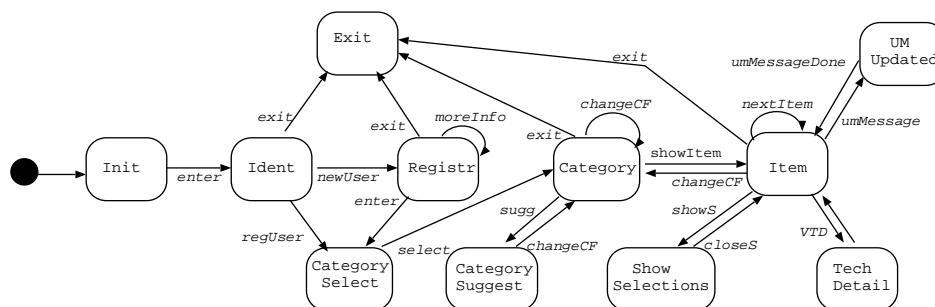 Exit
UM
Updated
exit
umMessageDone
changeCF
nextItem
moreInfo
exit
exit
exit
umMessage
Init
enter
Ident
newUser
Registr
Category
showItem
Item
changeCF
enter
sugg
showS
regUser
select
changeCF
closeS
VTD
Category
Select
Category
Suggest
Show
Selections
Tech
Detail